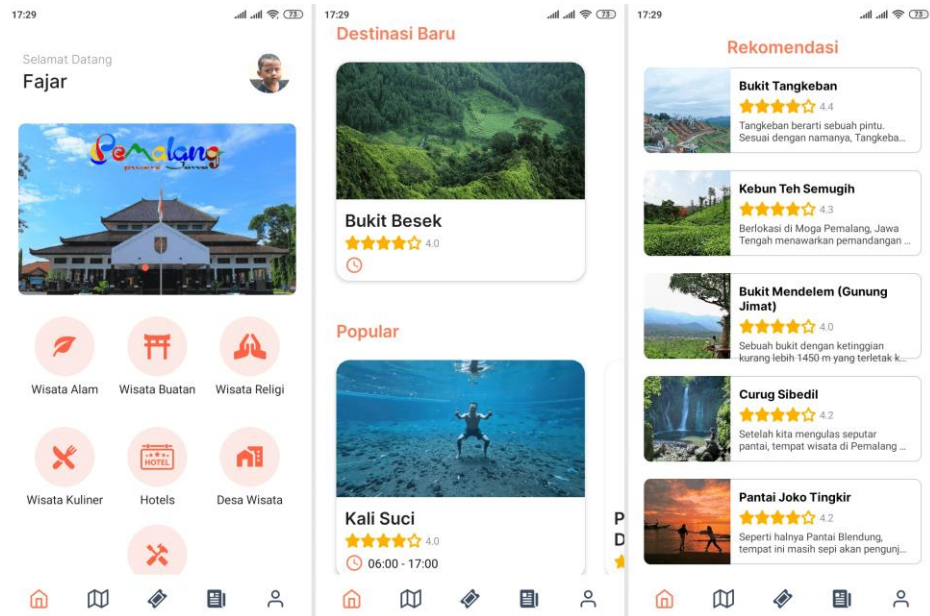 17:29
73
Selamat Datang
Fajar
Pemalang
Wisata Alam
Wisata Buatan
Wisata Religi
HOTEL
Wisata Kuliner
Hotels
Desa Wisata
17:29
73
Destinasi Baru
Bukit Besek
4.0
Popular
Kali Suci
4.0
06:00 - 17:00
P
D
17:29
73
Rekomendasi
Bukit Tangkeban
4.4
Tangkeban berarti sebuah pintu.
Sesuai dengan namanya, Tangkeba...
Kebun Teh Semugih
4.3
Berlokasi di Moga Pemalang, Jawa
Tengah menawarkan pemandangan ...
Bukit Mendelem (Gunung
Jimat)
4.0
Sebuah bukit dengan ketinggian
kurang lebih 1450 m yang terletak k...
Curug Sibedil
4.2
Setelah kita mengulas seputar
pantai, tempat wisata di Pemalang ...
Pantai Joko Tingkir
4.2
Seperti halnya Pantai Blendung,
tempat ini masih sepi akan pengunj...